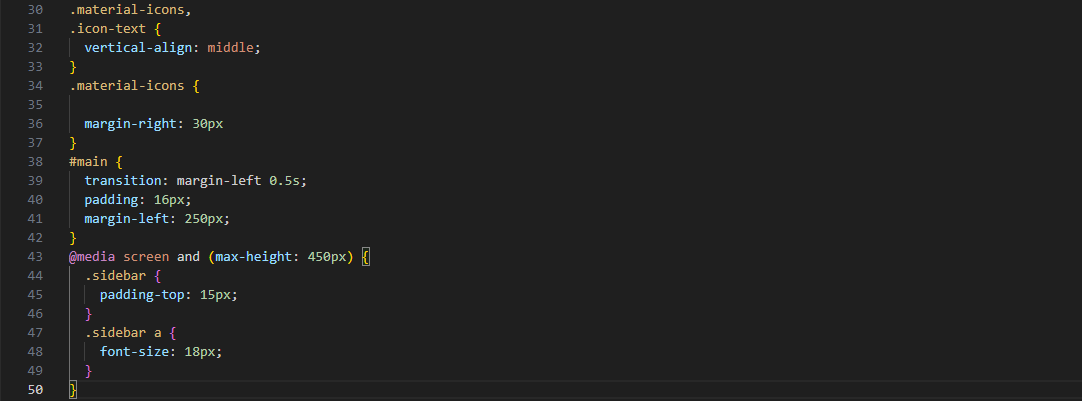 30 .material-icons,
31 .icon-text {
32   vertical-align: middle;
33 }
34 .material-icons {
35
36   margin-right: 30px
37 }
38 #main {
39   transition: margin-left 0.5s;
40   padding: 16px;
41   margin-left: 250px;
42 }
43 @media screen and (max-height: 450px) {
44   .sidebar {
45     padding-top: 15px;
46   }
47   .sidebar a {
48     font-size: 18px;
49   }
50 }